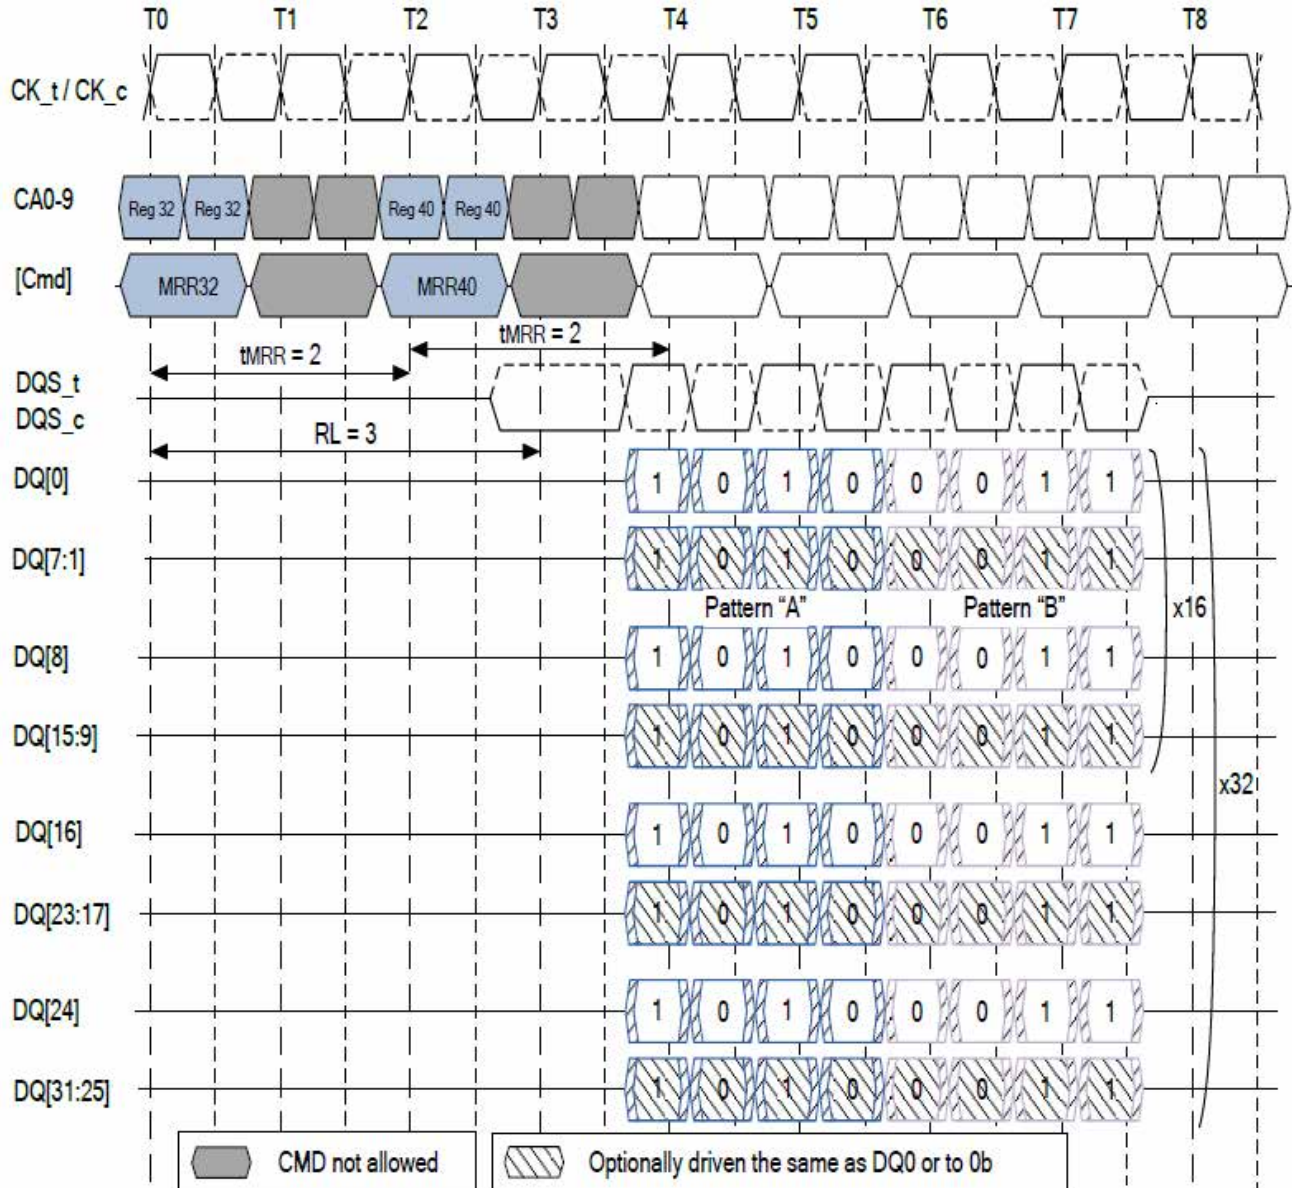 T0 T1 T2 T3 T4 T5 T6 T7 T8
CK_t / CK_c
CA0-9 Reg 32 Reg 32 Reg 40 Reg 40
[Cmd] MRR32 MRR40
tMRR = 2 tMRR = 2
DQS_t
DQS_c
RL = 3
DQ[0] 1 0 1 0 0 0 1 1
DQ[7:1] 1 0 1 0 0 0 1 1
Pattern “A” Pattern “B” x16
DQ[8] 1 0 1 0 0 0 1 1
DQ[15:9] 1 0 1 0 0 0 1 1
x32
DQ[16] 1 0 1 0 0 0 1 1
DQ[23:17] 1 0 1 0 0 0 1 1
DQ[24] 1 0 1 0 0 0 1 1
DQ[31:25] 1 0 1 0 0 0 1 1
CMD not allowed Optionally driven the same as DQ0 or to 0b